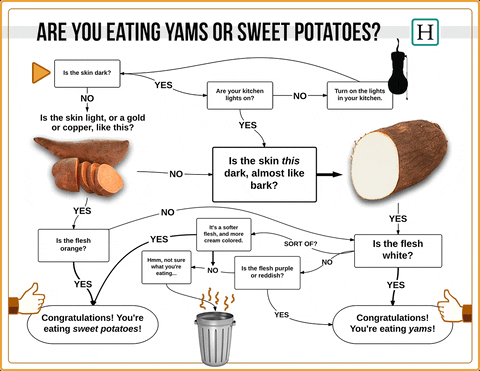 ARE YOU EATING YAMS OR SWEET POTATOES?
H
Is the skin dark?
YES
NO
Are your kitchen
lights on?
NO
Turn on the lights
in your kitchen.
YES
Is the skin light, or a gold
or copper, like this?
NO
Is the skin this
dark, almost like
bark?
YES
NO
YES
Is the flesh
orange?
YES
It's a softer
flesh, and more
cream colored.
SORT OF?
Is the flesh
white?
Hmm, not sure
what you're
eating...
NO
Is the flesh purple
or reddish?
NO
YES
YES
YES
Congratulations! You're
eating sweet potatoes!
Congratulations!
You're eating yams!